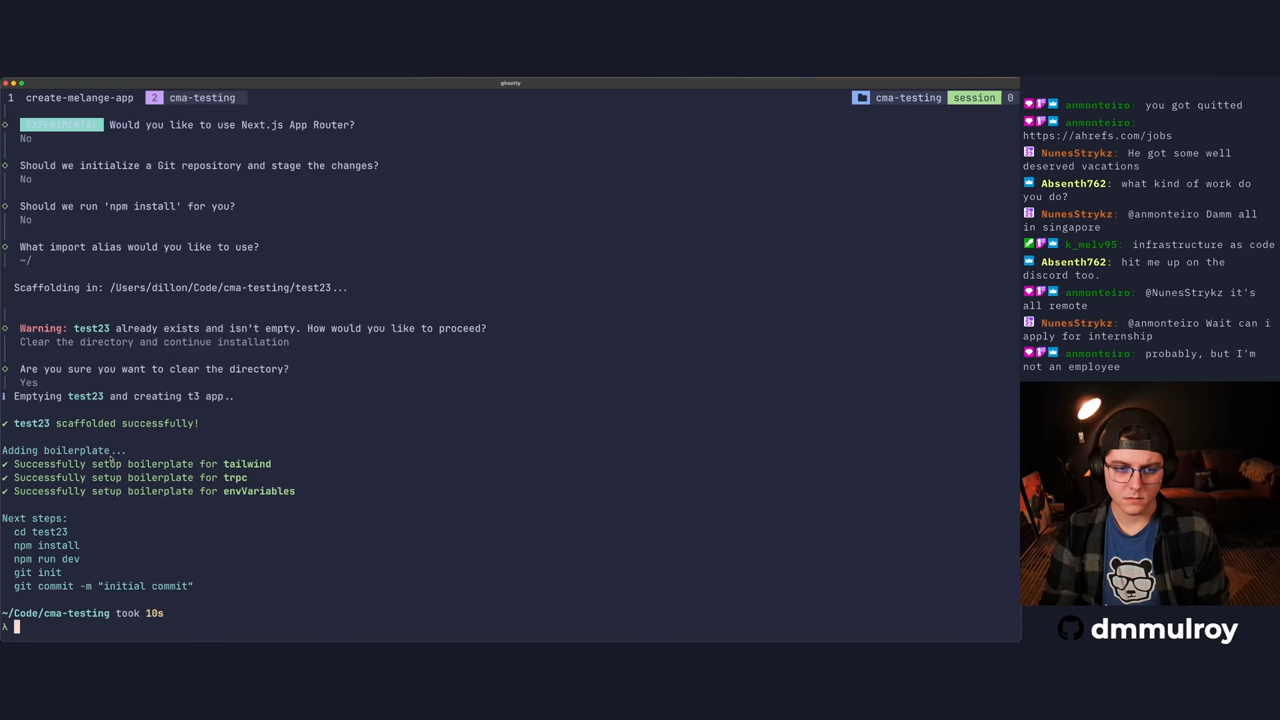 ghostty
1 create-melange-app 2 cma-testing
cma-testing session 0
EXPERIMENTAL Would you like to use Next.js App Router?
No
Should we initialize a Git repository and stage the changes?
No
Should we run 'npm install' for you?
No
What import alias would you like to use?
~/
Scaffolding in: /Users/dillon/Code/cma-testing/test23...
Warning: test23 already exists and isn't empty. How would you like to proceed?
Clear the directory and continue installation
Are you sure you want to clear the directory?
Yes
ℹ Emptying test23 and creating t3 app..
✔ test23 scaffolded successfully!
Adding boilerplate...
✔ Successfully setup boilerplate for tailwind
✔ Successfully setup boilerplate for trpc
✔ Successfully setup boilerplate for envVariables
Next steps:
cd test23
npm install
npm run dev
git init
git commit -m "initial commit"
~/Code/cma-testing took 10s
λ
anmonteiro: you got quitted
anmonteiro:
https://ahrefs.com/jobs
NunesStrykz: He got some well
deserved vacations
Absenth762: what kind of work do
you do?
NunesStrykz: @anmonteiro Damm all
in singapore
k_melv95: infrastructure as code
Absenth762: hit me up on the
discord too.
anmonteiro: @NunesStrykz it's
all remote
NunesStrykz: @anmonteiro Wait can i
apply for internship
anmonteiro: probably, but I'm
not an employee
dmmulroy